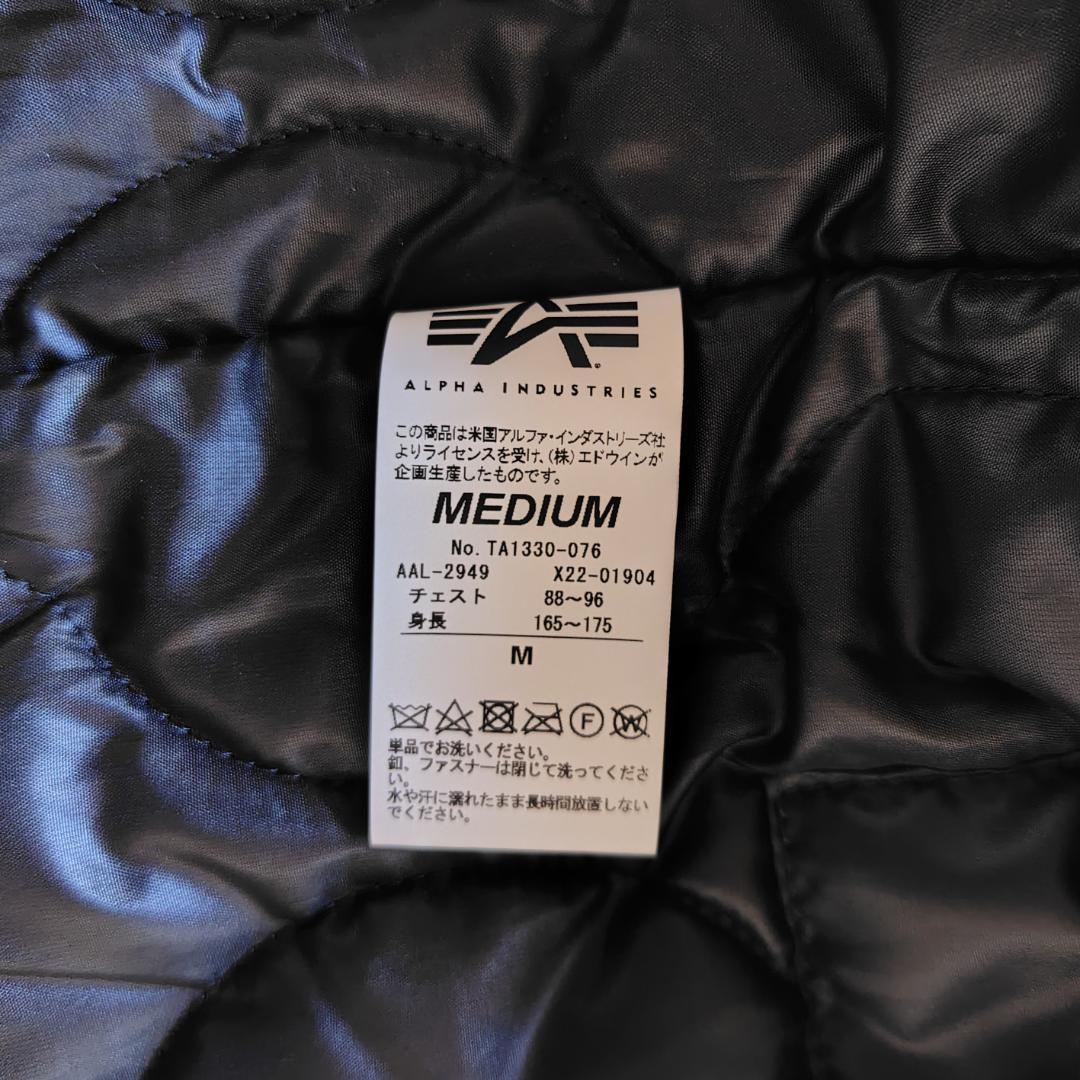 ALPHA INDUSTRIES
この商品は米国アルファ・インダストリーズ社
よりライセンスを受け、(株)エドウインが
企画生産したものです。
MEDIUM
No. TA1330-076
AAL-2949 X22-01904
チェスト 88～96
身長 165～175
M
F W
単品でお洗いください。
釦、ファスナーは閉じて洗ってくださ
い。
水や汗に濡れたまま長時間放置しない
でください。